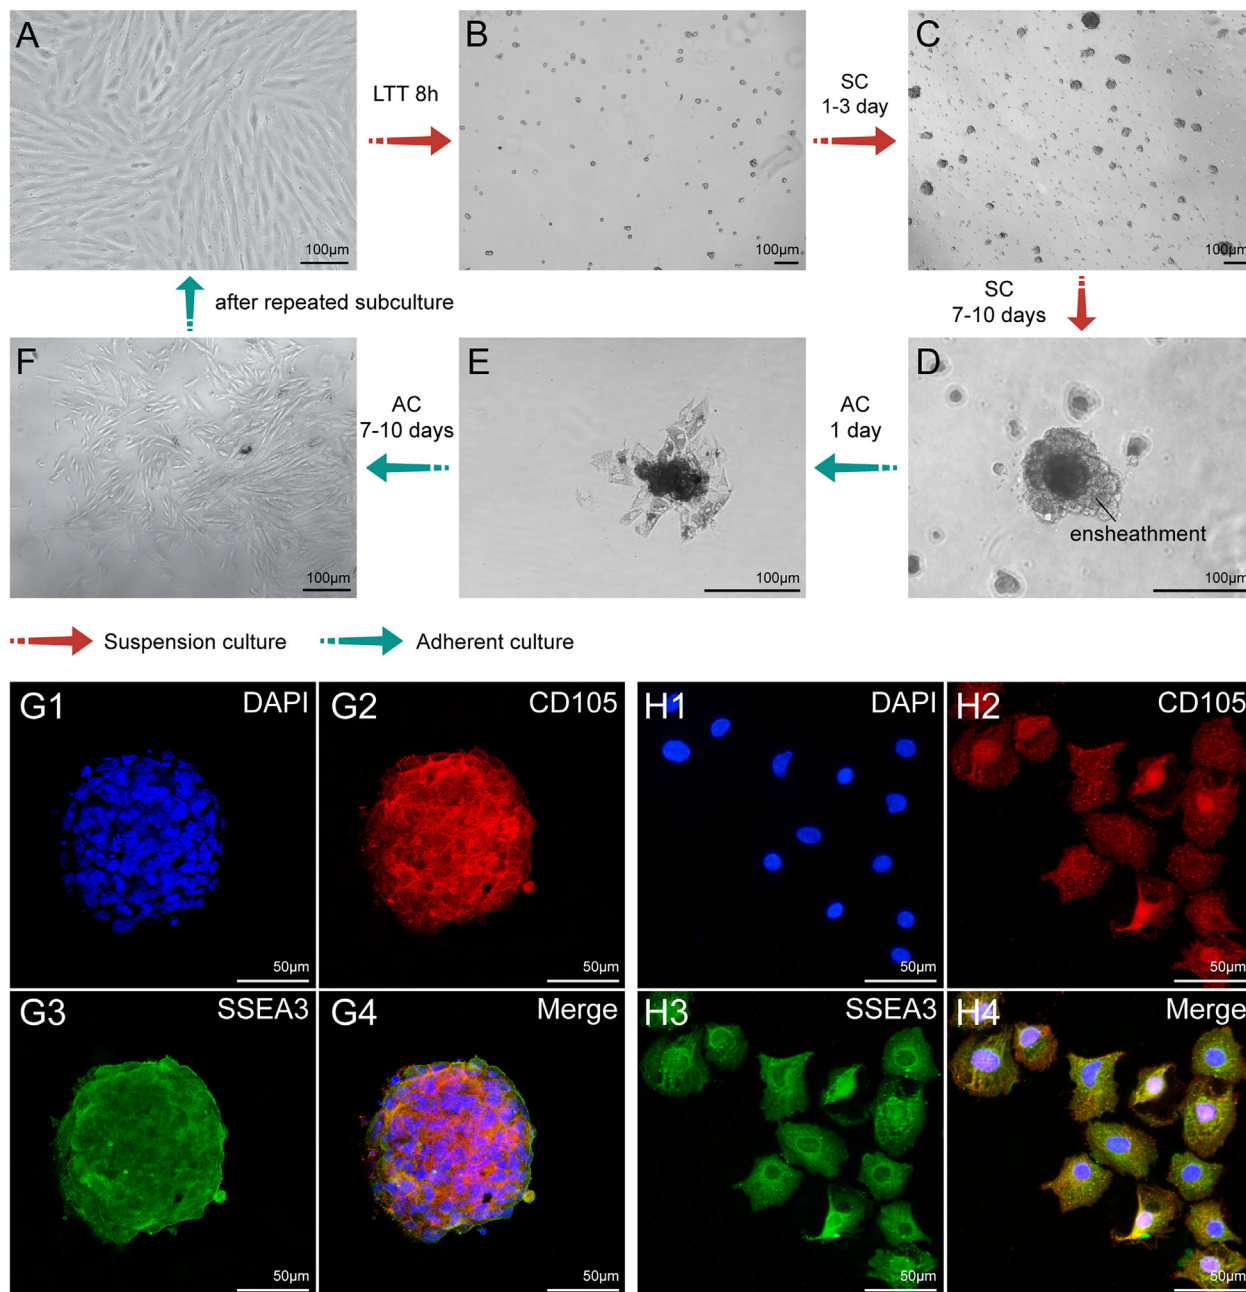 A
LTT 8h
B
SC
1-3 day
C
100µm
100µm
100µm
after repeated subculture
SC
7-10 days
F
AC
7-10 days
E
AC
1 day
D
ensheathment
100µm
100µm
100µm
Suspension culture
Adherent culture
G1
DAPI
G2
CD105
H1
DAPI
H2
CD105
50µm
50µm
50µm
50µm
G3
SSEA3
G4
Merge
H3
SSEA3
H4
Merge
50µm
50µm
50µm
50µm